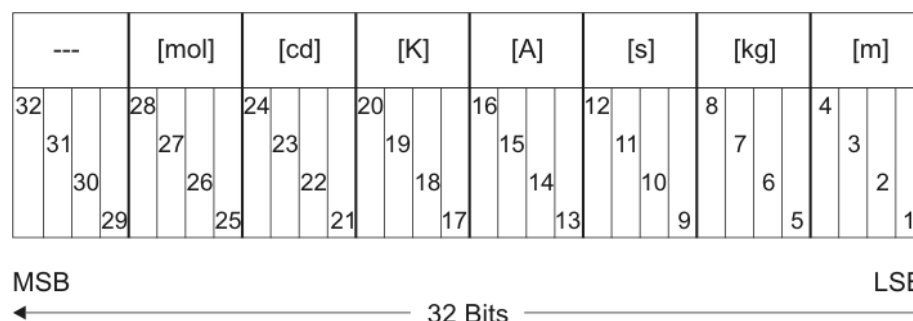 --- [mol] [cd] [K] [A] [s] [kg] [m]
32 28 24 20 16 12 8 4
31 27 23 19 15 11 7 3
30 26 22 18 14 10 6 2
29 25 21 17 13 9 5 1
MSB LSB
32 Bits